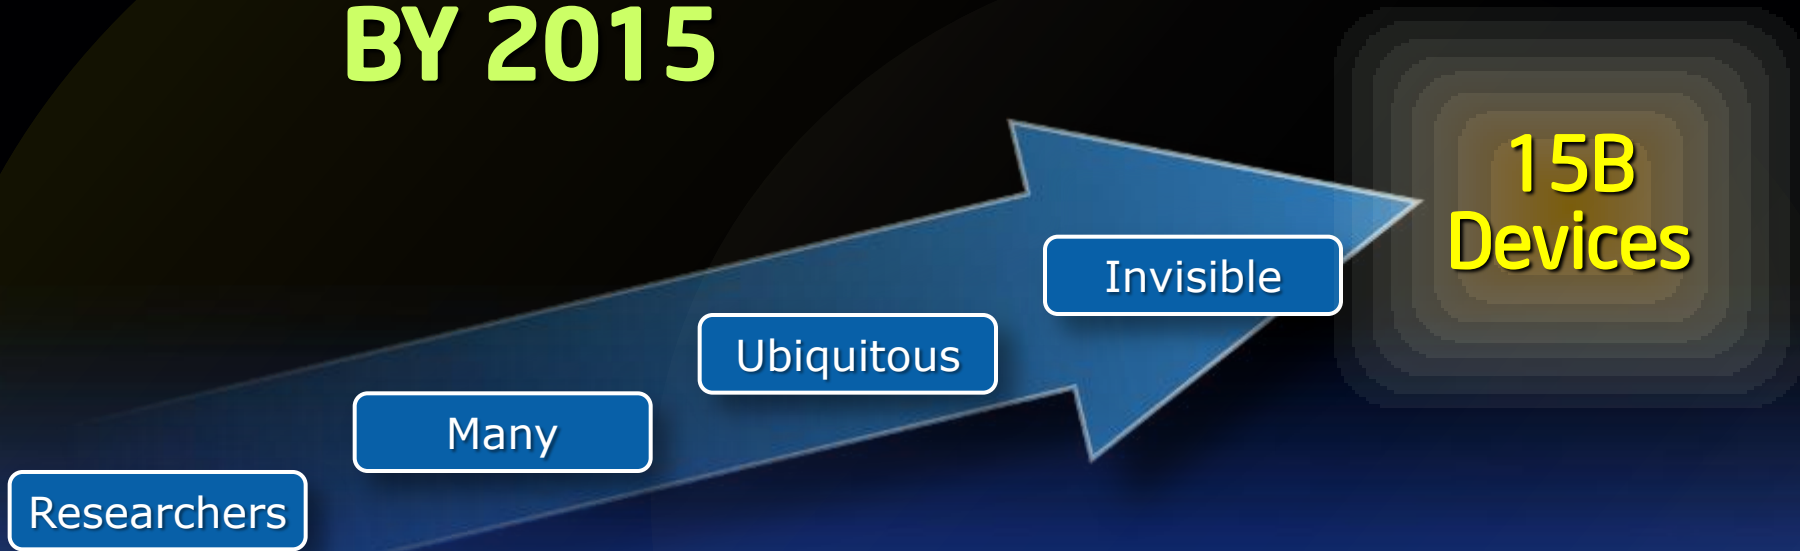 BY 2015
15B
Devices
Invisible
Ubiquitous
Many
Researchers